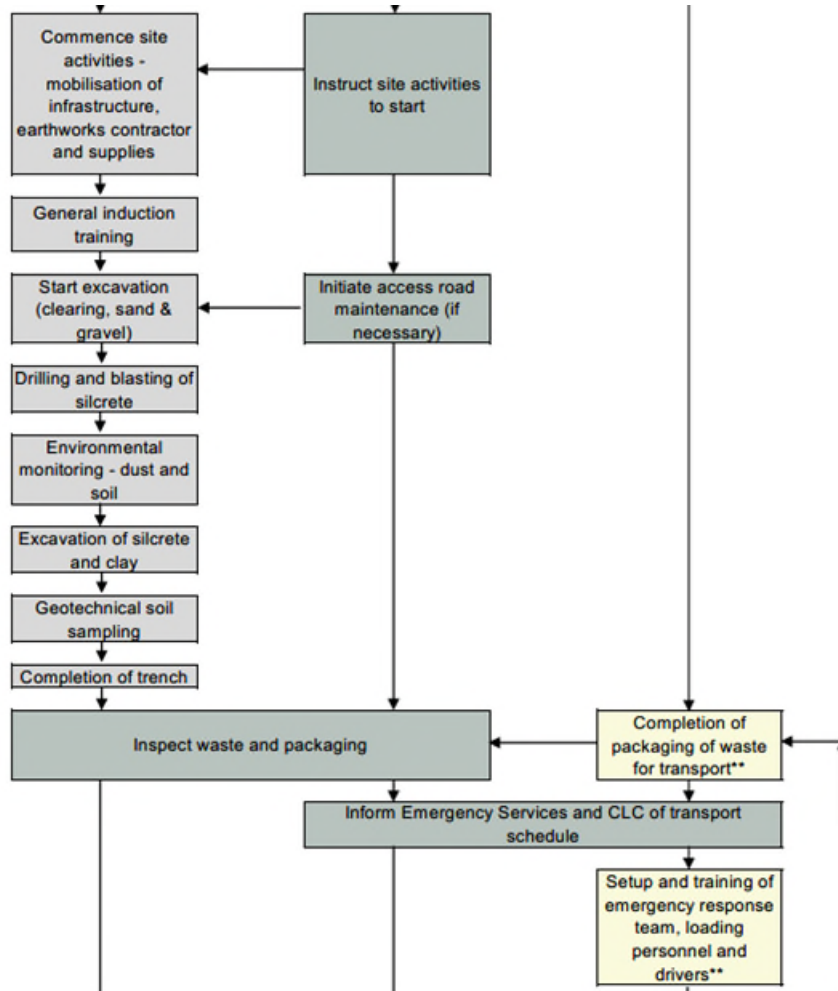 Commence site
activities -
mobilisation of
infrastructure,
earthworks contractor
and supplies
Instruct site activities
to start
General induction
training
Start excavation
(clearing, sand &
gravel)
Initiate access road
maintenance (if
necessary)
Drilling and blasting of
silcrete
Environmental
monitoring - dust and
soil
Excavation of silcrete
and clay
Geotechnical soil
sampling
Completion of trench
Inspect waste and packaging
Completion of
packaging of waste
for transport**
Inform Emergency Services and CLC of transport
schedule
Setup and training of
emergency response
team, loading
personnel and
drivers**